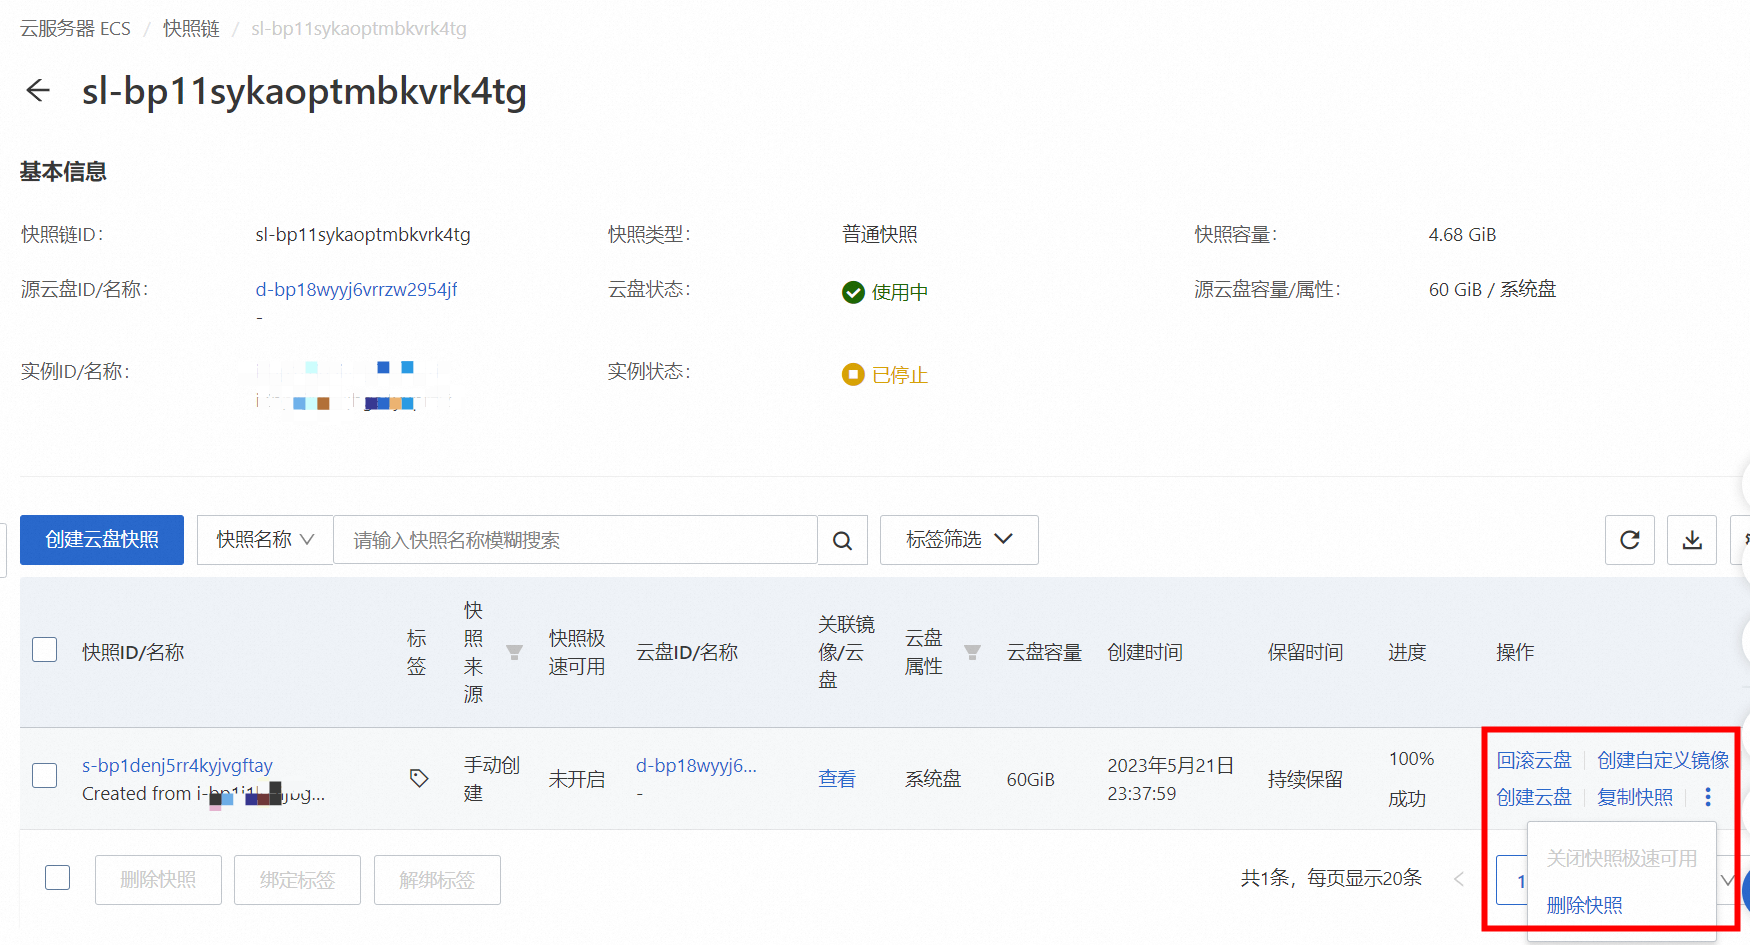 云服务器 ECS / 快照链 / sl-bp11sykaoptmbkvrk4tg
sl-bp11sykaoptmbkvrk4tg
基本信息
快照链ID： sl-bp11sykaoptmbkvrk4tg 快照类型： 普通快照 快照容量： 4.68 GiB
源云盘ID/名称： d-bp18wyyj6vrrzw2954jf 云盘状态： 使用中 源云盘容量/属性： 60 GiB / 系统盘
-
实例ID/名称： 实例状态： 已停止
创建云盘快照 快照名称 请输入快照名称模糊搜索 标签筛选
快照ID/名称 标签 快照来源 快照极速可用 云盘ID/名称 关联镜像/云盘 云盘属性 云盘容量 创建时间 保留时间 进度 操作
s-bp1denj5rr4kyjvgftay 手动创建 未开启 d-bp18wyyj6... 查看 系统盘 60GiB 2023年5月21日 持续保留 100% 回滚云盘 创建自定义镜像
Created from - 23:37:59 成功 创建云盘 复制快照
关闭快照极速可用
删除快照 绑定标签 解绑标签 共1条，每页显示20条 1
删除快照